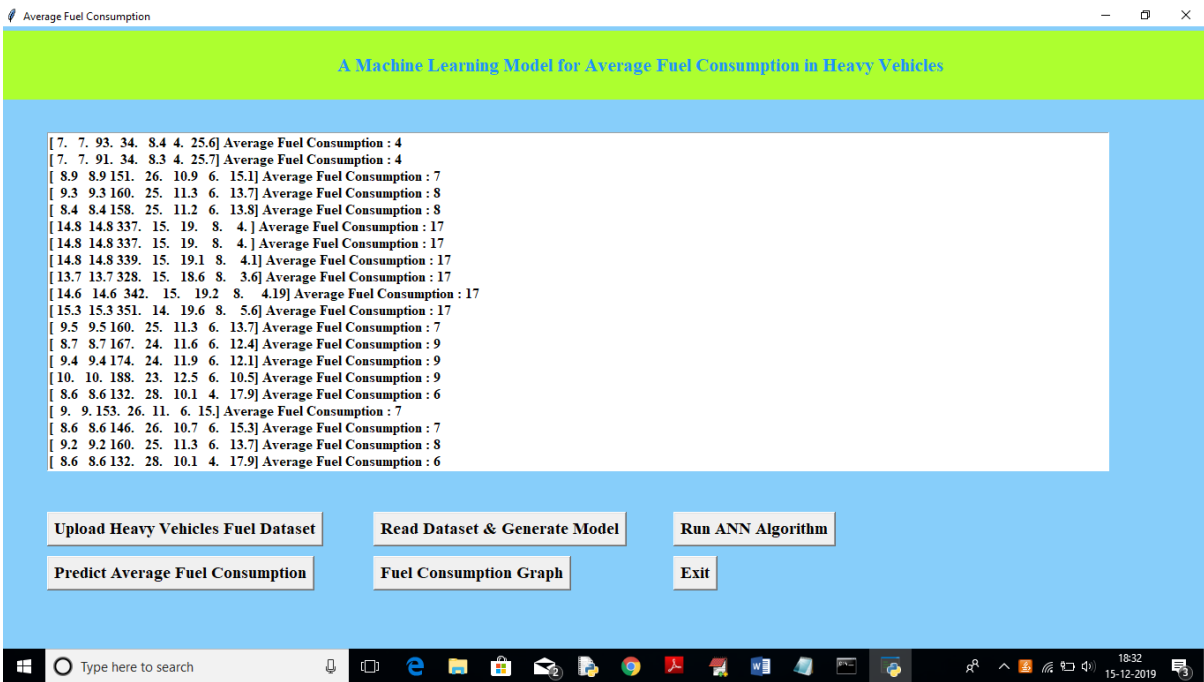 Average Fuel Consumption
A Machine Learning Model for Average Fuel Consumption in Heavy Vehicles
[ 7.   7.  93.  34.   8.4  4.  25.6] Average Fuel Consumption : 4
[ 7.   7.  91.  34.   8.3  4.  25.7] Average Fuel Consumption : 4
[  8.9   8.9 151.   26.   10.9   6.   15.1] Average Fuel Consumption : 7
[  9.3   9.3 160.   25.   11.3   6.   13.7] Average Fuel Consumption : 8
[  8.4   8.4 158.   25.   11.2   6.   13.8] Average Fuel Consumption : 8
[ 14.8  14.8 337.   15.   19.    8.    4. ] Average Fuel Consumption : 17
[ 14.8  14.8 337.   15.   19.    8.    4. ] Average Fuel Consumption : 17
[ 14.8  14.8 339.   15.   19.1   8.    4.1] Average Fuel Consumption : 17
[ 13.7  13.7 328.   15.   18.6   8.    3.6] Average Fuel Consumption : 17
[ 14.6   14.6  342.    15.    19.2    8.     4.19] Average Fuel Consumption : 17
[ 15.3  15.3 351.   14.   19.6   8.    5.6] Average Fuel Consumption : 17
[  9.5   9.5 160.   25.   11.3   6.   13.7] Average Fuel Consumption : 7
[  8.7   8.7 167.   24.   11.6   6.   12.4] Average Fuel Consumption : 9
[  9.4   9.4 174.   24.   11.9   6.   12.1] Average Fuel Consumption : 9
[ 10.   10.  188.   23.   12.5   6.   10.5] Average Fuel Consumption : 9
[  8.6   8.6 132.   28.   10.1   4.   17.9] Average Fuel Consumption : 6
[  9.   9. 153.  26.  11.   6.  15.] Average Fuel Consumption : 7
[  8.6   8.6 146.   26.   10.7   6.   15.3] Average Fuel Consumption : 7
[  9.2   9.2 160.   25.   11.3   6.   13.7] Average Fuel Consumption : 8
[  8.6   8.6 132.   28.   10.1   4.   17.9] Average Fuel Consumption : 6
Upload Heavy Vehicles Fuel Dataset Read Dataset & Generate Model Run ANN Algorithm
Predict Average Fuel Consumption Fuel Consumption Graph Exit
Type here to search
2
18:32
15-12-2019
3